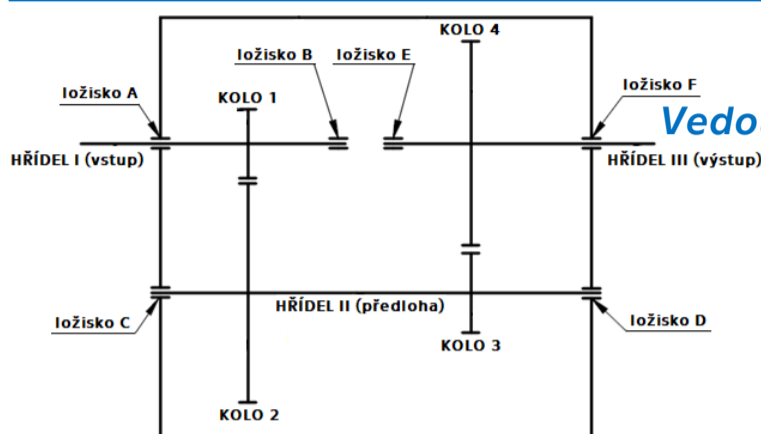 KOLO 4
ložisko B
ložisko E
ložisko A
KOLO 1
ložisko F
HŘÍDEL I (vstup)
HŘÍDEL III (výstup)
HŘÍDEL II (předloha)
ložisko C
ložisko D
KOLO 3
KOLO 2